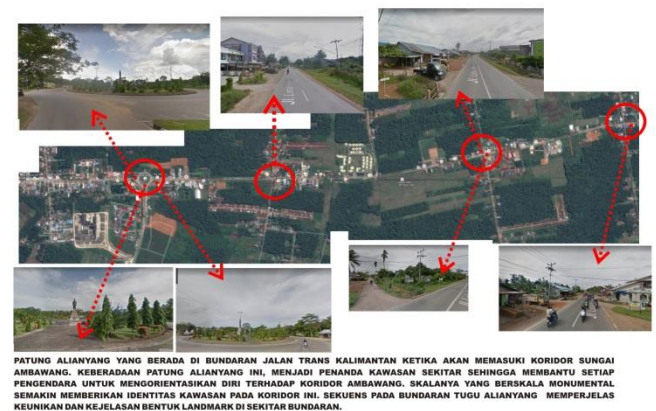 PATUNG ALIANYANG YANG BERADA DI BUNDARAN JALAN TRANS KALIMANTAN KETIKA AKAN MEMASUKI KORIDOR SUNGAI
AMBAWANG. KEBERADAAN PATUNG ALIANYANG INI, MENJADI PENANDA KAWASAN SEKITAR SEHINGGA MEMBANTU SETIAP
PENGENDARA UNTUK MENGORIENTASIKAN DIRI TERHADAP KORIDOR AMBAWANG. SKALANYA YANG BERSKALA MONUMENTAL
SEMAKIN MEMBERIKAN IDENTITAS KAWASAN PADA KORIDOR INI. SEKUENS PADA BUNDARAN TUGU ALIANYANG MEMPERJELAS
KEUNIKAN DAN KEJELASAN BENTUK LANDMARK DI SEKITAR BUNDARAN.